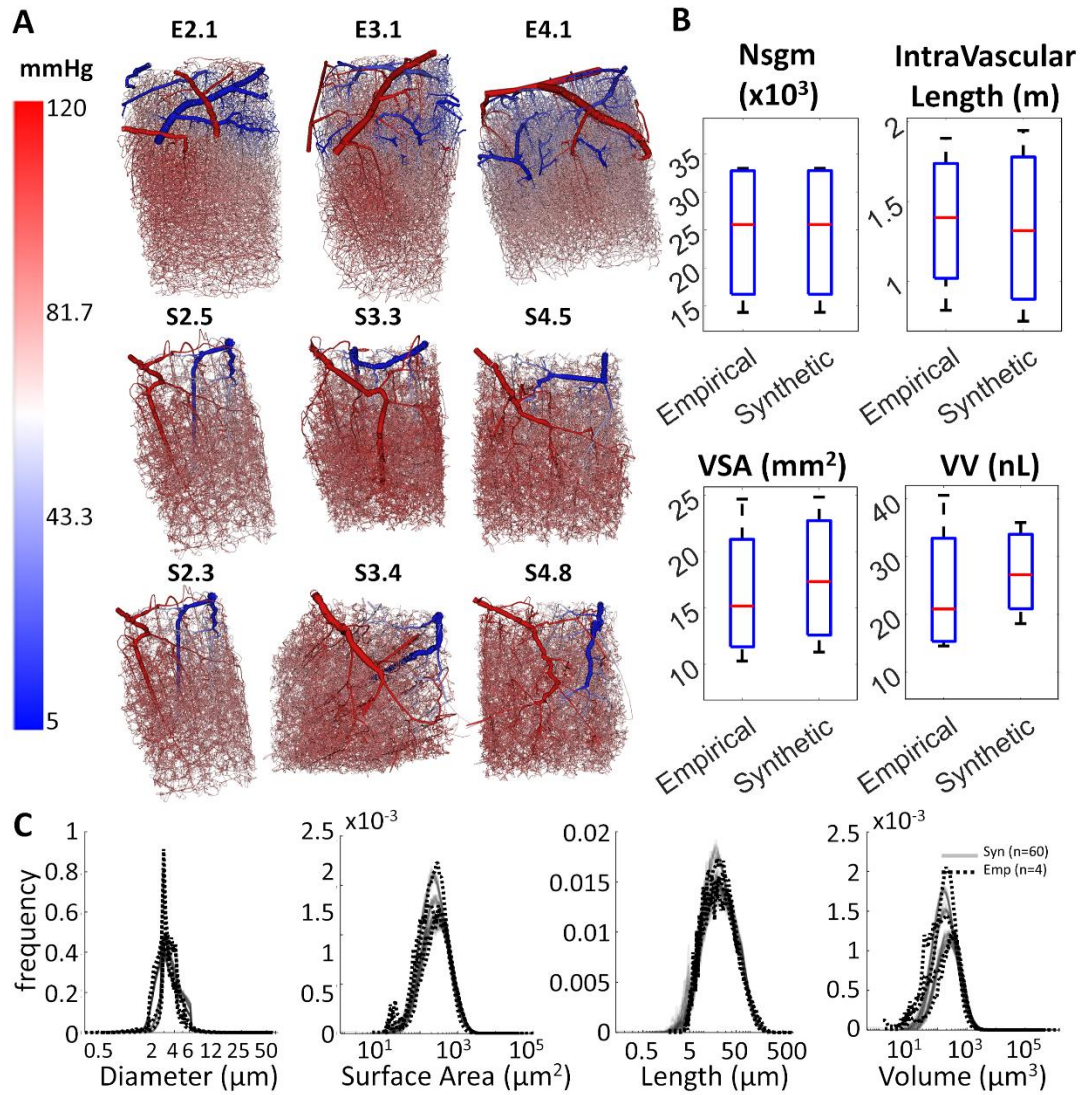 A
E2.1
E3.1
E4.1
mmHg
120
81.7
43.3
5
S2.5
S3.3
S4.5
S2.3
S3.4
S4.8
B
Nsgm
(x10³)
35
30
25
20
15
Empirical
Synthetic
IntraVascular
Length (m)
2
1.5
1
Empirical
Synthetic
VSA (mm²)
25
20
15
10
Empirical
Synthetic
VV (nL)
40
30
20
10
Empirical
Synthetic
C
frequency
1
0.8
0.6
0.4
0.2
0
0.5 2 4 6 12 25 50
Diameter (μm)
x10⁻³
2.5
2
1.5
1
0.5
0
10¹ 10³ 10⁵
Surface Area (μm²)
0.02
0.015
0.01
0.005
0
0.5 5 50 500
Length (μm)
x10⁻³
2.5
2
1.5
1
0.5
0
10¹ 10³ 10⁵
Volume (μm³)
Syn (n=60)
Emp (n=4)